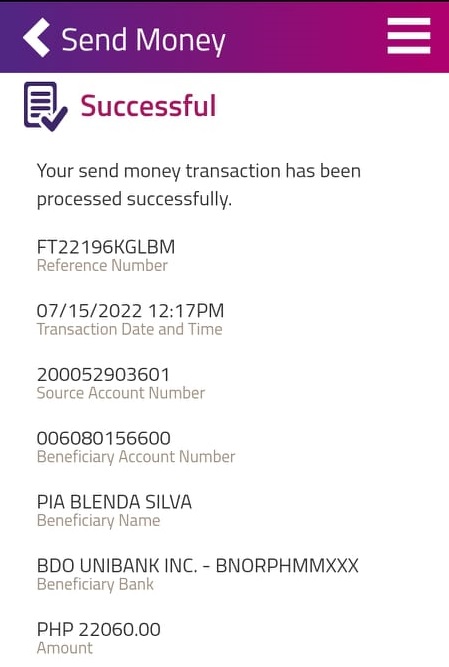 Send Money
Successful
Your send money transaction has been
processed successfully.
FT22196KGLBM
Reference Number
07/15/2022 12:17PM
Transaction Date and Time
200052903601
Source Account Number
006080156600
Beneficiary Account Number
PIA BLENDA SILVA
Beneficiary Name
BDO UNIBANK INC. - BNORPHMMXXX
Beneficiary Bank
PHP 22060.00
Amount